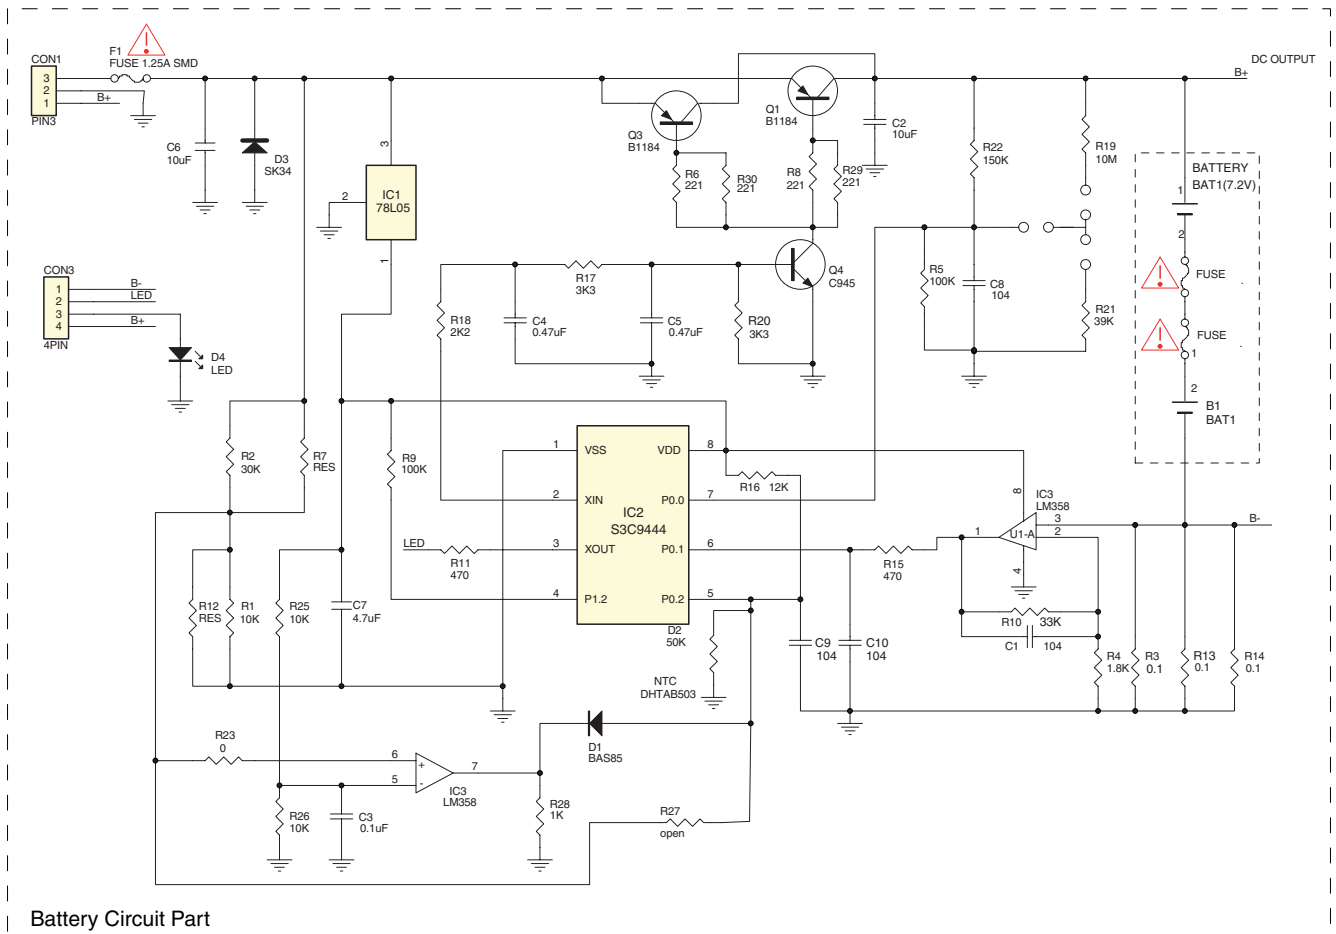 F1
FUSE 1.25A SMD
CON1
3
2
1
B+
PIN3
C6
10uF
D3
SK34
3
2
IC1
78L05
1
Q3
B1184
Q1
B1184
C2
10uF
R6
221
R30
221
R8
221
R29
221
R22
150K
R19
10M
DC OUTPUT
B+
BATTERY
BAT1(7.2V)
1
2
FUSE
FUSE
1
2
B1
BAT1
CON3
1
2
3
4
B-
LED
B+
4PIN
D4
LED
R18
2K2
C4
0.47uF
R17
3K3
C5
0.47uF
R20
3K3
Q4
C945
R5
100K
C8
104
R21
39K
R2
30K
R7
RES
R9
100K
1
VSS
VDD
8
2
XIN
P0.0
7
IC2
S3C9444
3
XOUT
P0.1
6
4
P1.2
P0.2
5
LED
R11
470
R16 12K
R15
470
IC3
LM358
8
1
U1-A
3
2
4
B-
R10 33K
C1 104
R4
1.8K
R3
0.1
R13
0.1
R14
0.1
R12
RES
R1
10K
R25
10K
C7
4.7uF
D2
50K
NTC
DHTAB503
C9
104
C10
104
R23
0
6
+
5
-
7
IC3
LM358
D1
BAS85
R26
10K
C3
0.1uF
R28
1K
R27
open
Battery Circuit Part